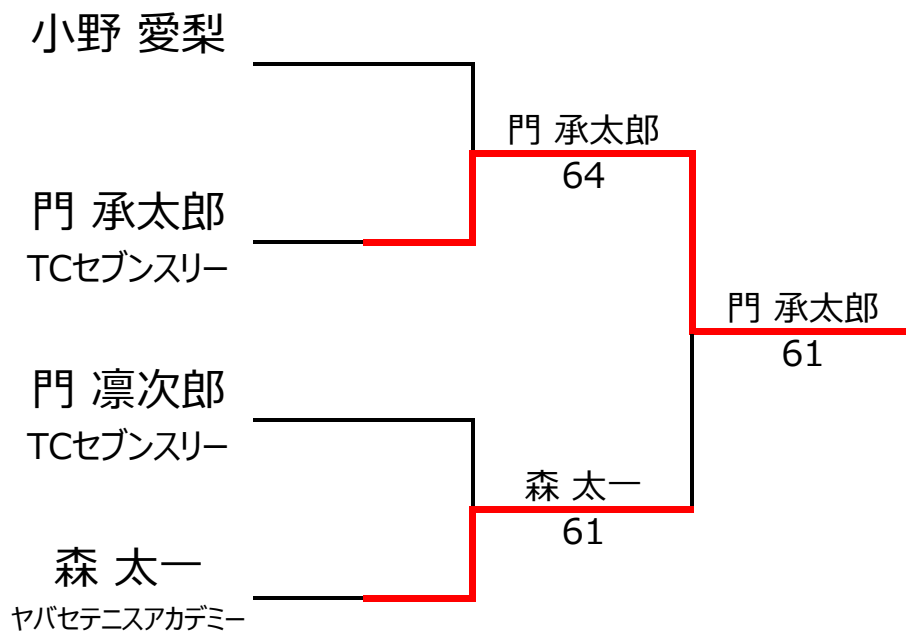 小野 愛梨
門 承太郎
TCセブンスリー
門 凛次郎
TCセブンスリー
森 太一
ヤバセテニスアカデミー
門 承太郎
64
森 太一
61
門 承太郎
61